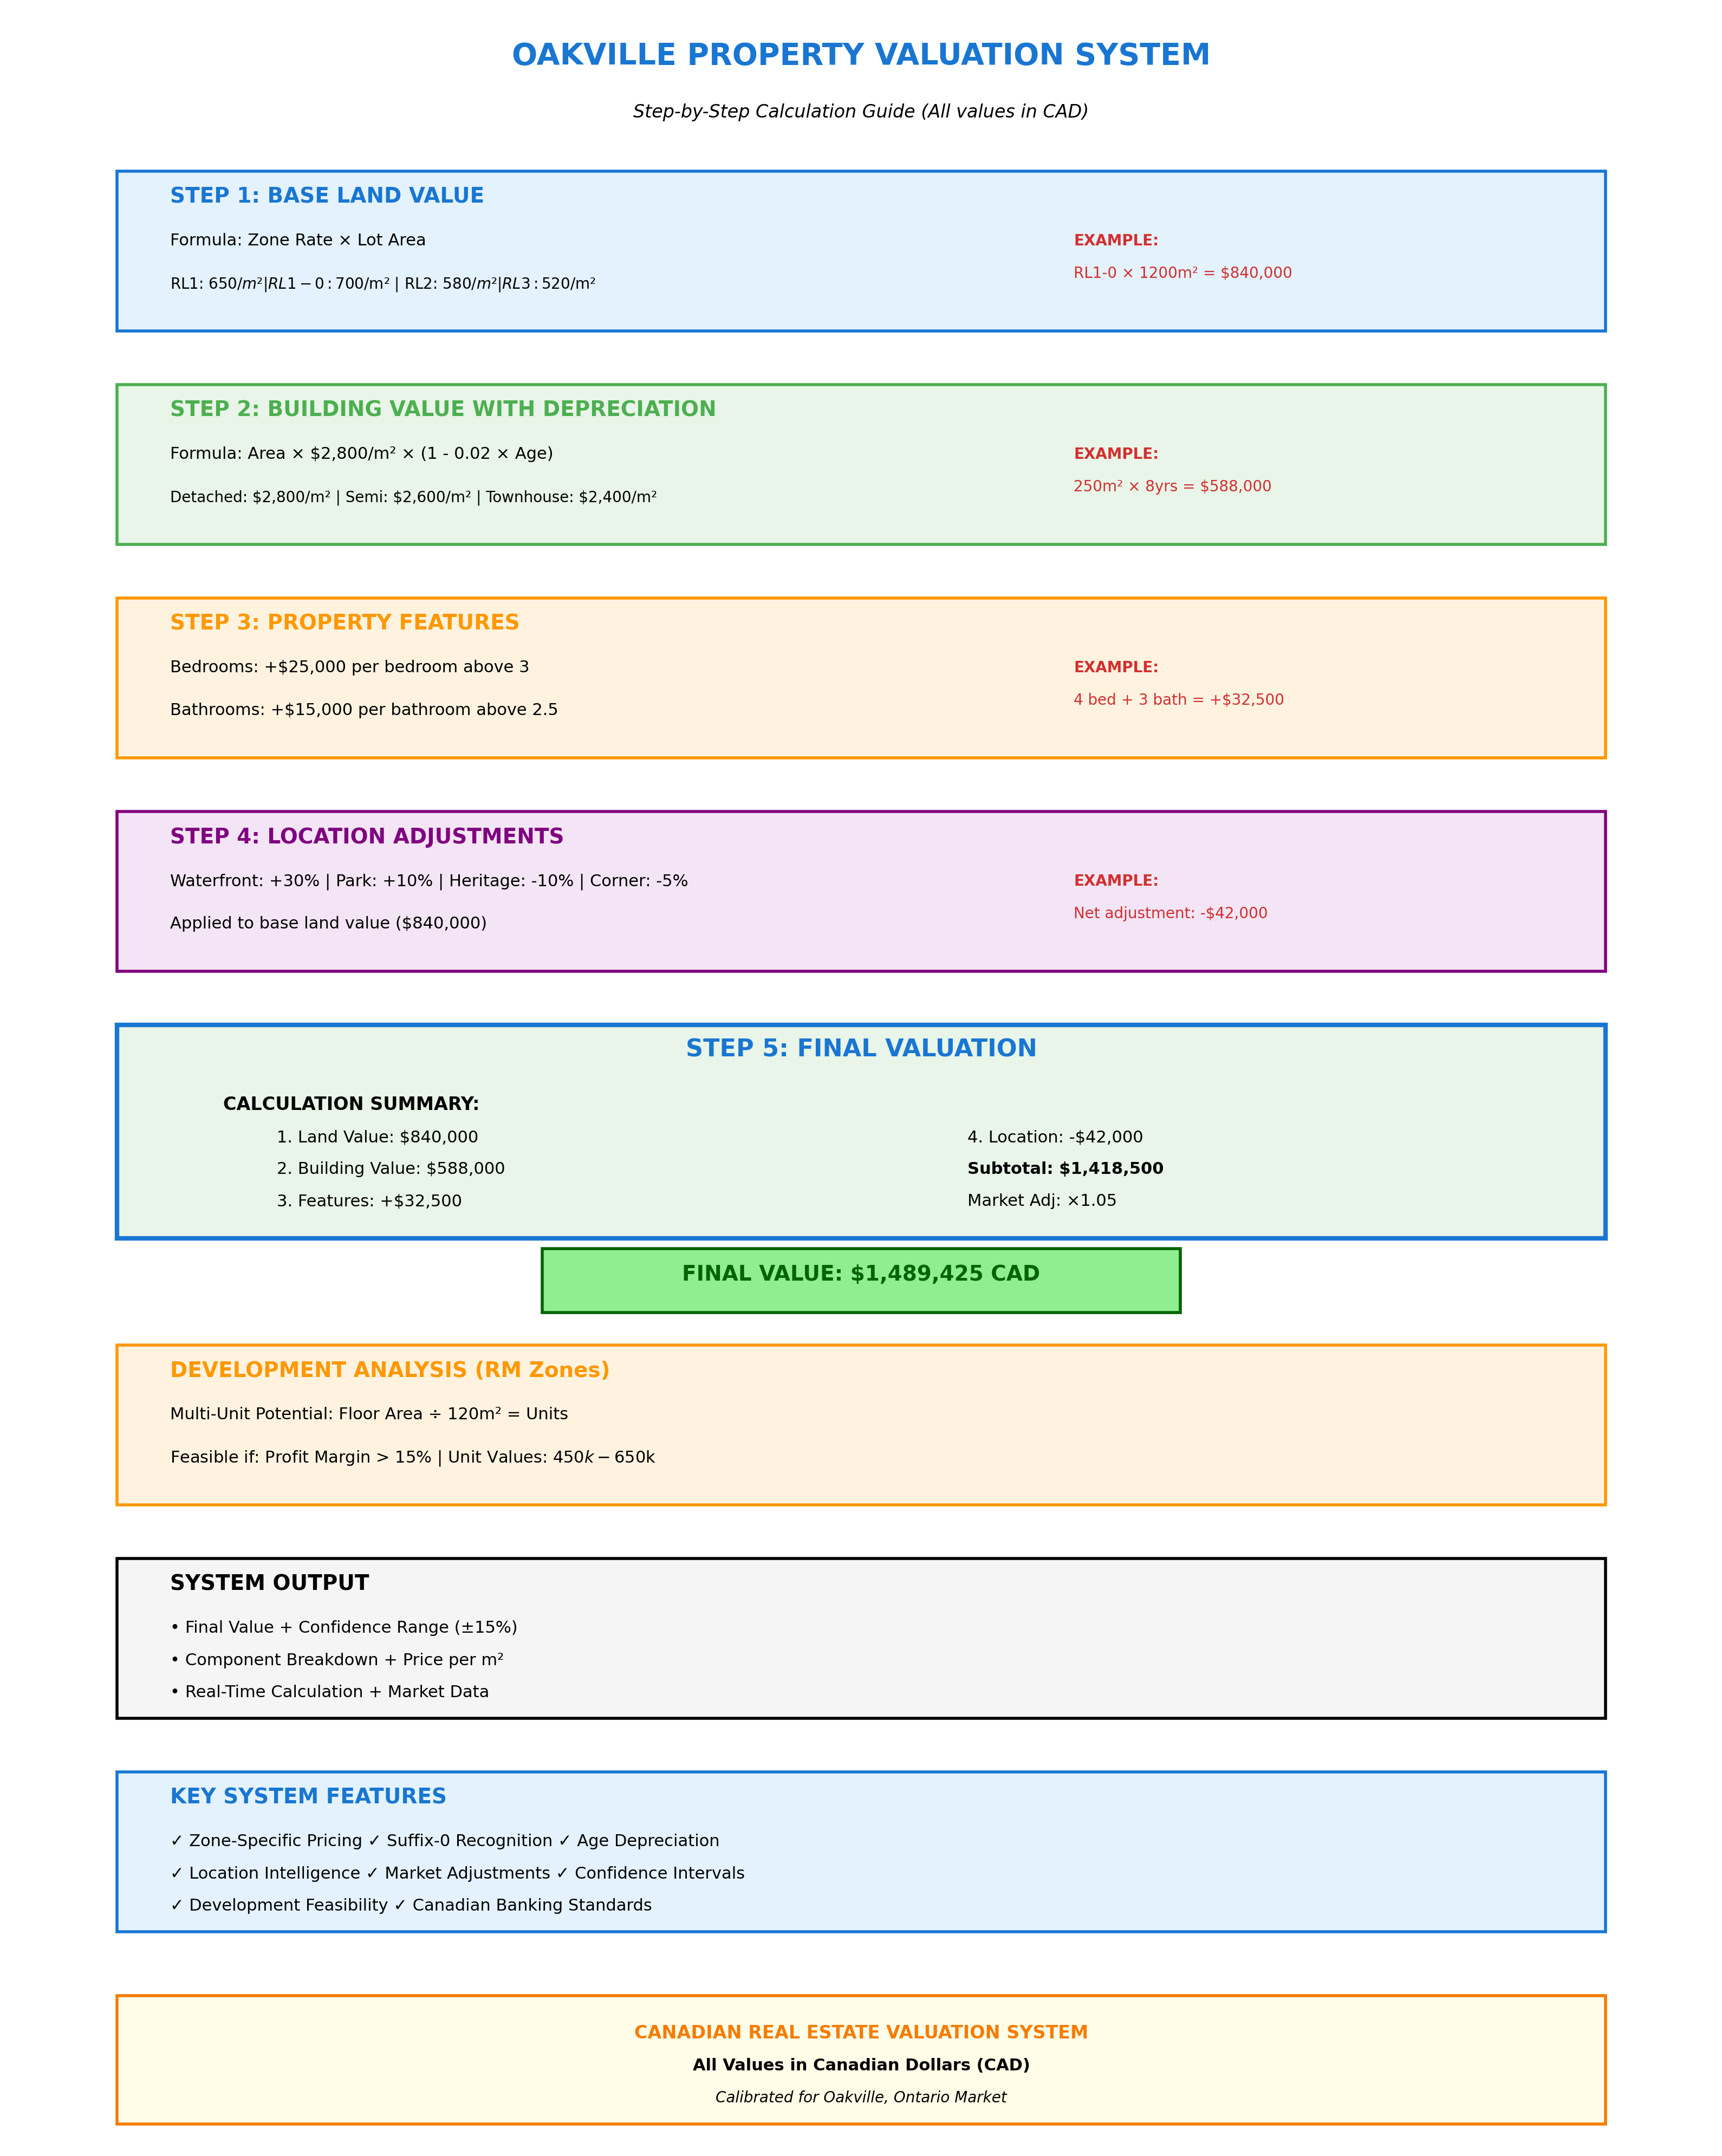 OAKVILLE PROPERTY VALUATION SYSTEM
Step-by-Step Calculation Guide (All values in CAD)
STEP 1: BASE LAND VALUE
Formula: Zone Rate × Lot Area
RL1: 650/m²|RL1 − 0 : 700/m² | RL2: 580/m²|RL3 : 520/m²
EXAMPLE:
RL1-0 × 1200m² = $840,000
STEP 2: BUILDING VALUE WITH DEPRECIATION
Formula: Area × $2,800/m² × (1 - 0.02 × Age)
Detached: $2,800/m² | Semi: $2,600/m² | Townhouse: $2,400/m²
EXAMPLE:
250m² × 8yrs = $588,000
STEP 3: PROPERTY FEATURES
Bedrooms: +$25,000 per bedroom above 3
Bathrooms: +$15,000 per bathroom above 2.5
EXAMPLE:
4 bed + 3 bath = +$32,500
STEP 4: LOCATION ADJUSTMENTS
Waterfront: +30% | Park: +10% | Heritage: -10% | Corner: -5%
Applied to base land value ($840,000)
EXAMPLE:
Net adjustment: -$42,000
STEP 5: FINAL VALUATION
CALCULATION SUMMARY:
1. Land Value: $840,000
2. Building Value: $588,000
3. Features: +$32,500
4. Location: -$42,000
Subtotal: $1,418,500
Market Adj: ×1.05
FINAL VALUE: $1,489,425 CAD
DEVELOPMENT ANALYSIS (RM Zones)
Multi-Unit Potential: Floor Area ÷ 120m² = Units
Feasible if: Profit Margin > 15% | Unit Values: 450k − 650k
SYSTEM OUTPUT
• Final Value + Confidence Range (±15%)
• Component Breakdown + Price per m²
• Real-Time Calculation + Market Data
KEY SYSTEM FEATURES
✓ Zone-Specific Pricing ✓ Suffix-0 Recognition ✓ Age Depreciation
✓ Location Intelligence ✓ Market Adjustments ✓ Confidence Intervals
✓ Development Feasibility ✓ Canadian Banking Standards
CANADIAN REAL ESTATE VALUATION SYSTEM
All Values in Canadian Dollars (CAD)
Calibrated for Oakville, Ontario Market